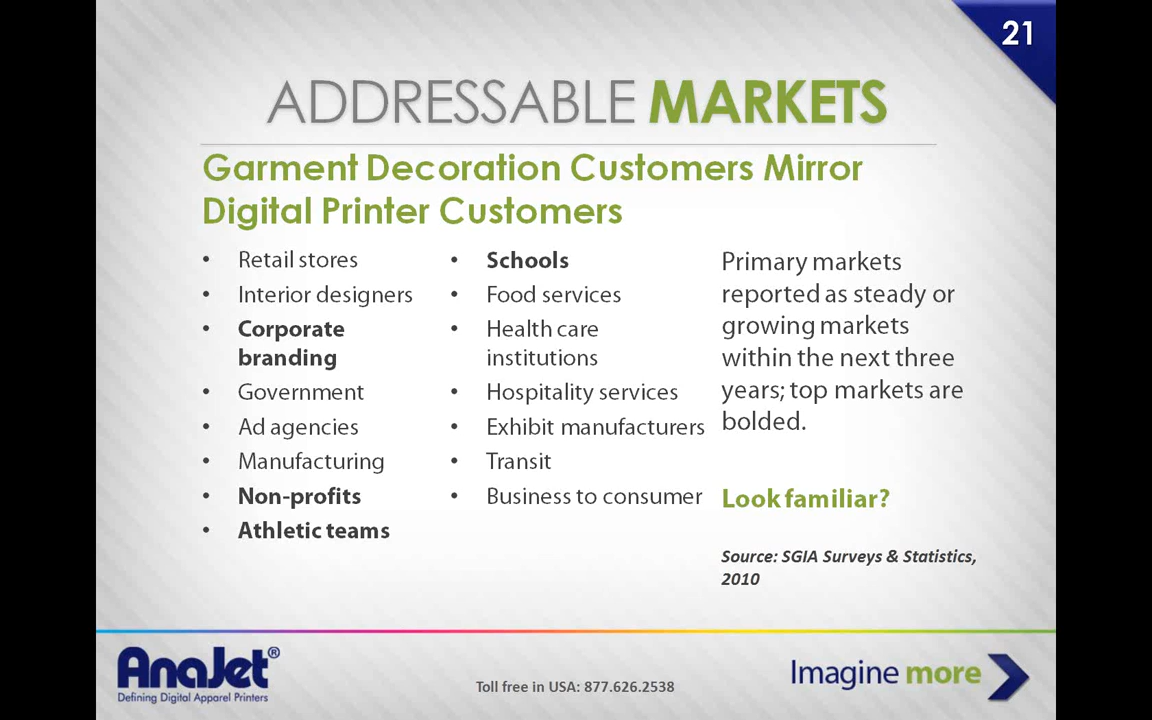 21
ADDRESSABLE MARKETS
Garment Decoration Customers Mirror
Digital Printer Customers
• Retail stores
• Interior designers
• Corporate
branding
• Government
• Ad agencies
• Manufacturing
• Non-profits
• Athletic teams
• Schools
• Food services
• Health care
institutions
• Hospitality services
• Exhibit manufacturers
• Transit
• Business to consumer
Primary markets
reported as steady or
growing markets
within the next three
years; top markets are
bolded.
Look familiar?
Source: SGIA Surveys & Statistics,
2010
AnaJet®
Defining Digital Apparel Printers
Toll free in USA: 877.626.2538
Imagine more